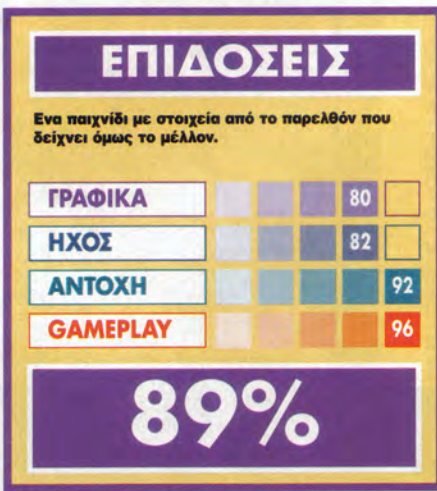 ΕΠΙΔΟΣΕΙΣ
Ενα παιχνίδι με στοιχεία από το παρελθόν που
δείχνει όμως το μέλλον.
ΓΡΑΦΙΚΑ 80
ΗΧΟΣ 82
ΑΝΤΟΧΗ 92
GAMEPLAY 96
89%